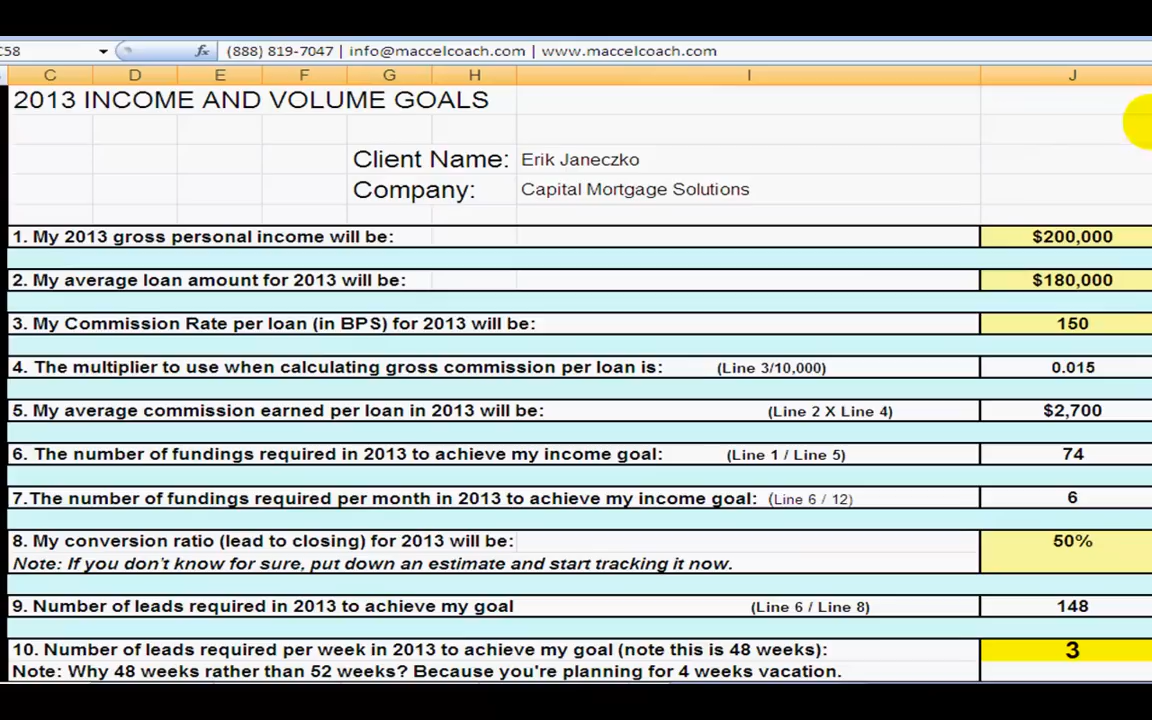 C58 fx (888) 819-7047 | info@maccelcoach.com | www.maccelcoach.com
C D E F G H I J
2013 INCOME AND VOLUME GOALS
Client Name: Erik Janeczko
Company: Capital Mortgage Solutions
1. My 2013 gross personal income will be: $200,000
2. My average loan amount for 2013 will be: $180,000
3. My Commission Rate per loan (in BPS) for 2013 will be: 150
4. The multiplier to use when calculating gross commission per loan is: (Line 3/10,000) 0.015
5. My average commission earned per loan in 2013 will be: (Line 2 X Line 4) $2,700
6. The number of fundings required in 2013 to achieve my income goal: (Line 1 / Line 5) 74
7.The number of fundings required per month in 2013 to achieve my income goal: (Line 6 / 12) 6
8. My conversion ratio (lead to closing) for 2013 will be: 50%
Note: If you don't know for sure, put down an estimate and start tracking it now.
9. Number of leads required in 2013 to achieve my goal (Line 6 / Line 8) 148
10. Number of leads required per week in 2013 to achieve my goal (note this is 48 weeks): 3
Note: Why 48 weeks rather than 52 weeks? Because you're planning for 4 weeks vacation.